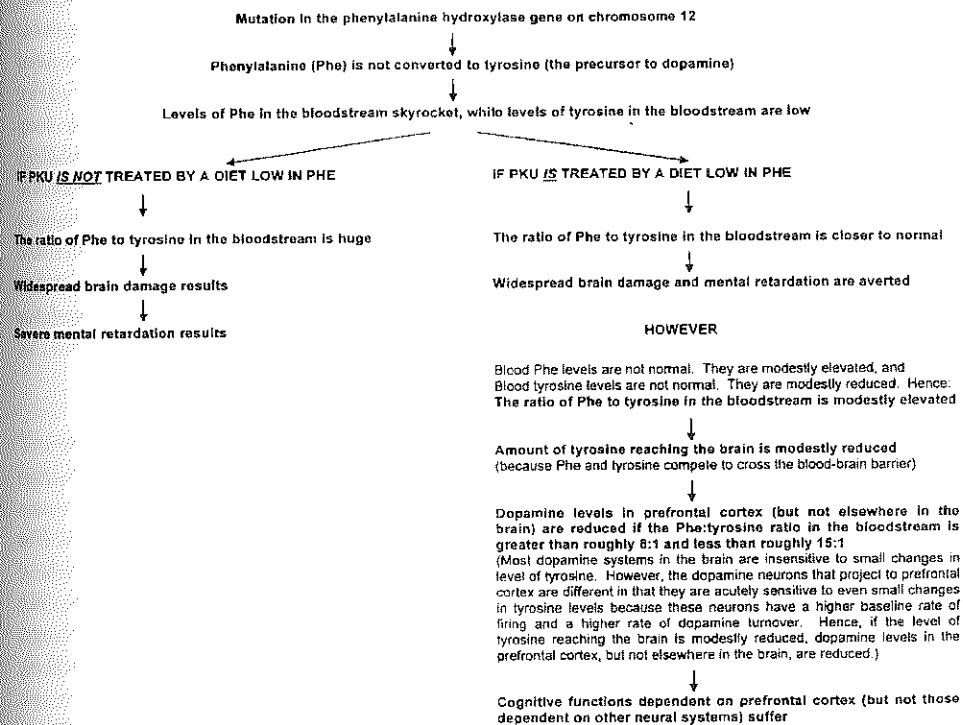 Mutation in the phenylalanine hydroxylase gene on chromosome 12
Phenylalanine (Phe) is not converted to tyrosine (the precursor to dopamine)
Levels of Phe in the bloodstream skyrocket, while levels of tyrosine in the bloodstream are low
IF PKU IS NOT TREATED BY A DIET LOW IN PHE
The ratio of Phe to tyrosine in the bloodstream is huge
Widespread brain damage results
Severe mental retardation results
IF PKU IS TREATED BY A DIET LOW IN PHE
The ratio of Phe to tyrosine in the bloodstream is closer to normal
Widespread brain damage and mental retardation are averted
HOWEVER
Blood Phe levels are not normal. They are modestly elevated, and
Blood tyrosine levels are not normal. They are modestly reduced. Hence:
The ratio of Phe to tyrosine in the bloodstream is modestly elevated
Amount of tyrosine reaching the brain is modestly reduced
(because Phe and tyrosine compete to cross the blood-brain barrier)
Dopamine levels in prefrontal cortex (but not elsewhere in the
brain) are reduced if the Phe:tyrosine ratio in the bloodstream is
greater than roughly 6:1 and less than roughly 15:1
(Most dopamine systems in the brain are insensitive to small changes in
level of tyrosine. However, the dopamine neurons that project to prefrontal
cortex are different in that they are acutely sensitive to even small changes
in tyrosine levels because these neurons have a higher baseline rate of
firing and a higher rate of dopamine turnover. Hence, if the level of
tyrosine reaching the brain is modestly reduced, dopamine levels in the
prefrontal cortex, but not elsewhere in the brain, are reduced.)
Cognitive functions dependent on prefrontal cortex (but not those
dependent on other neural systems) suffer